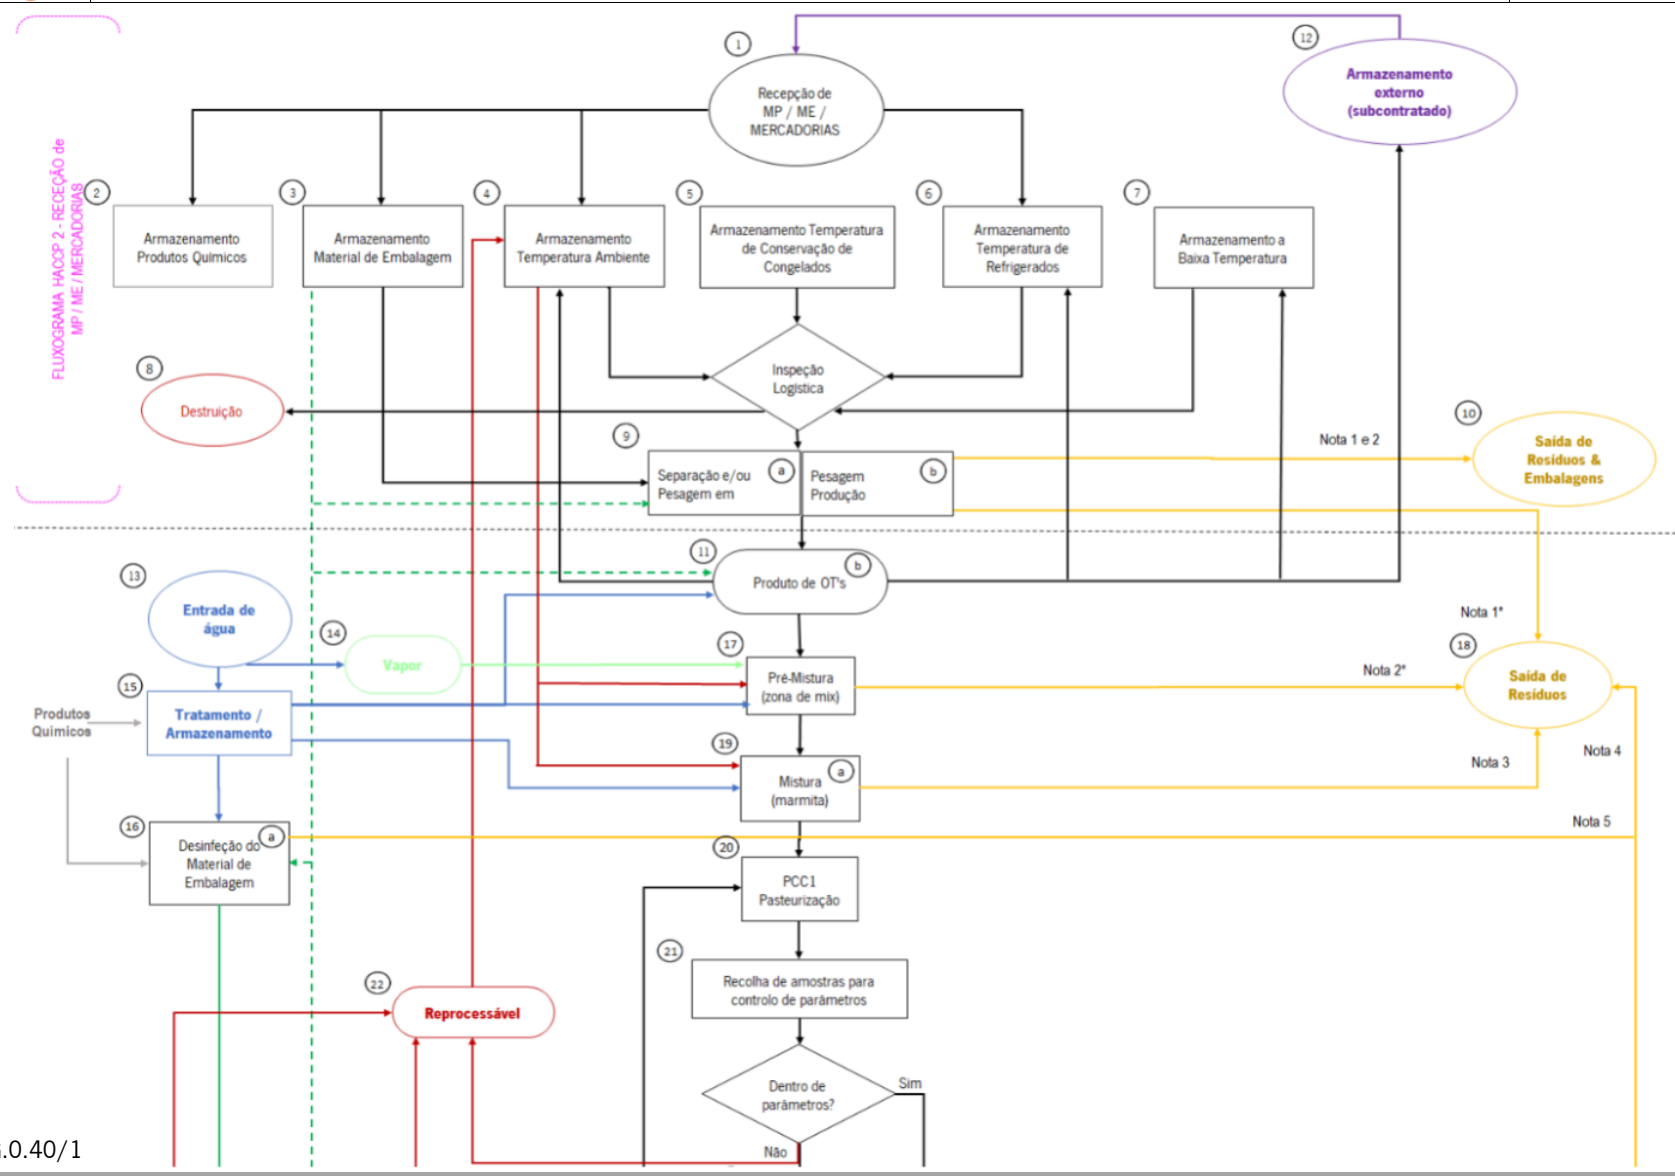 1
12
Recepção de
MP / ME /
MERCADORIAS
Armazenamento
externo
(subcontratado)
FLUXOGRAMA HACCP 2 - RECEÇÃO de
MP / ME / MERCADORIAS
2
Armazenamento
Produtos Químicos
3
Armazenamento
Material de Embalagem
4
Armazenamento
Temperatura Ambiente
5
Armazenamento Temperatura
de Conservação de
Congelados
6
Armazenamento
Temperatura de
Refrigerados
7
Armazenamento a
Baixa Temperatura
8
Destruição
Inspeção
Logística
9
Separação e/ou
Pesagem em
a
Pesagem
Produção
b
Nota 1 e 2
10
Saída de
Resíduos &
Embalagens
11
Produto de OT's
b
13
Entrada de
água
14
Vapor
Nota 1*
15
Tratamento /
Armazenamento
Produtos
Químicos
17
Pré-Mistura
(zona de mix)
Nota 2*
18
Saída de
Resíduos
19
Mistura
(marmita)
a
Nota 3
Nota 4
16
Desinfeção do
Material de
Embalagem
a
Nota 5
20
PCC1
Pasteurização
21
Recolha de amostras para
controlo de parâmetros
22
Reprocessável
Dentro de
parâmetros?
Sim
Não
.0.40/1